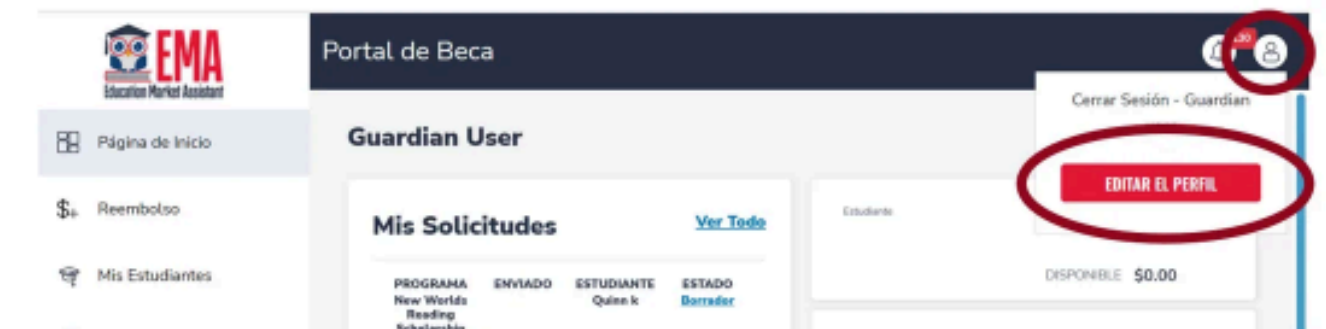 EMA
Education Market Assistant
Portal de Beca
Cerrar Sesión - Guardian
EDITAR EL PERFIL
Página de Inicio
Reembolso
Mis Estudiantes
Guardian User
Mis Solicitudes
Ver Todo
PROGRAMA ENVIADO ESTUDIANTE ESTADO
New Worlds Quinn k Borrador
Reading
Scholarship
Estudiante
DISPONIBLE $0.00